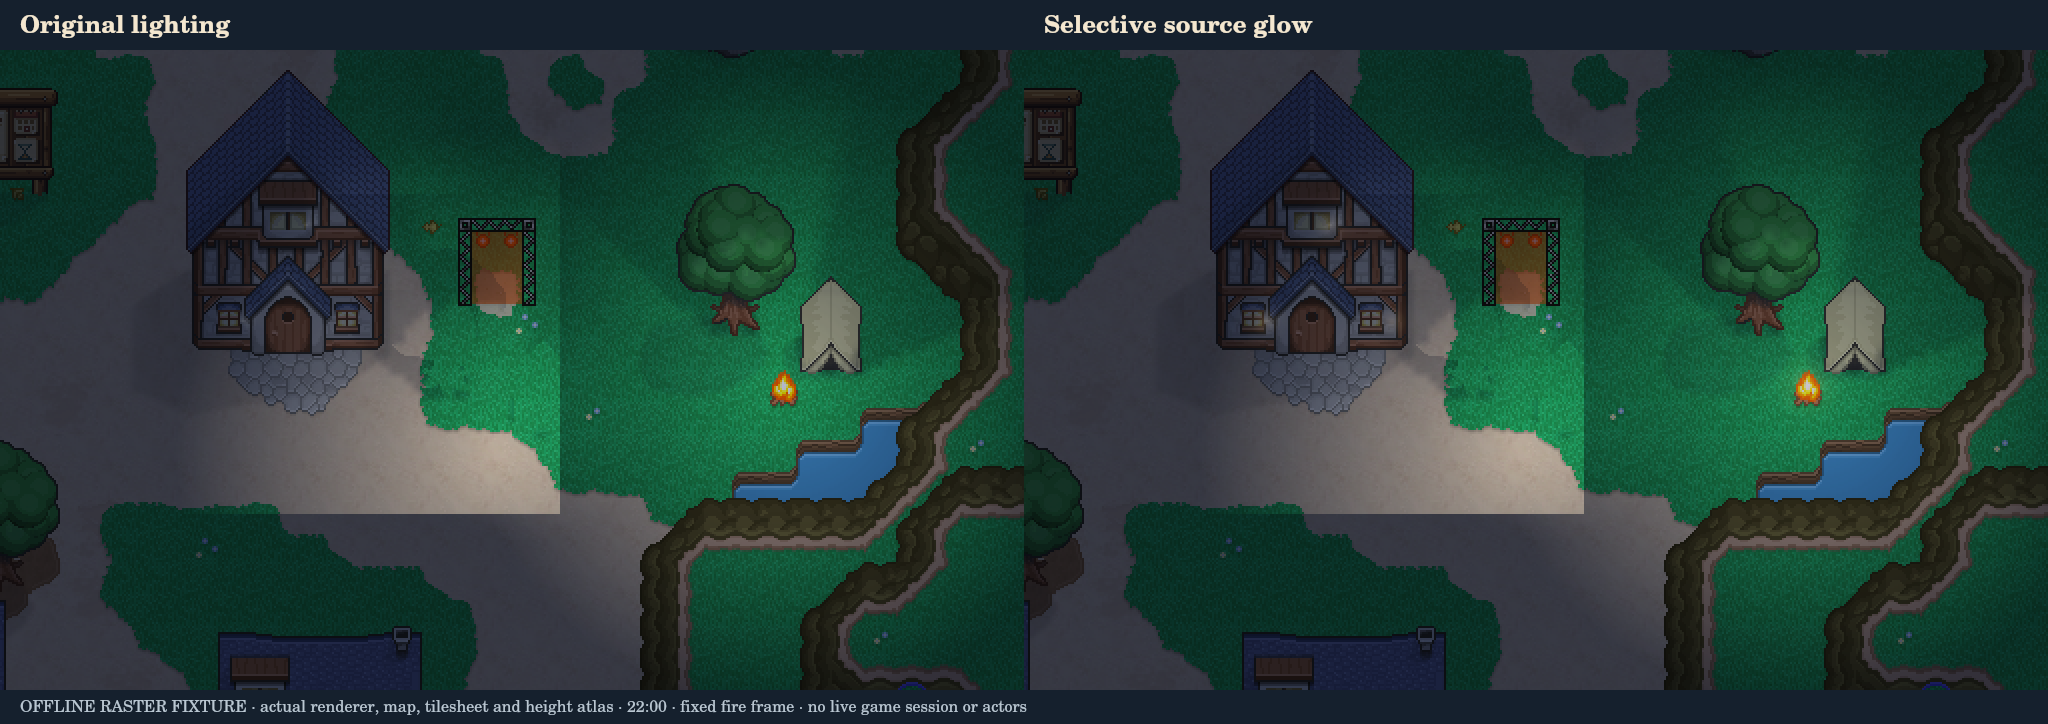 Original lighting
Selective source glow
OFFLINE RASTER FIXTURE · actual renderer, map, tilesheet and height atlas · 22:00 · fixed fire frame · no live game session or actors